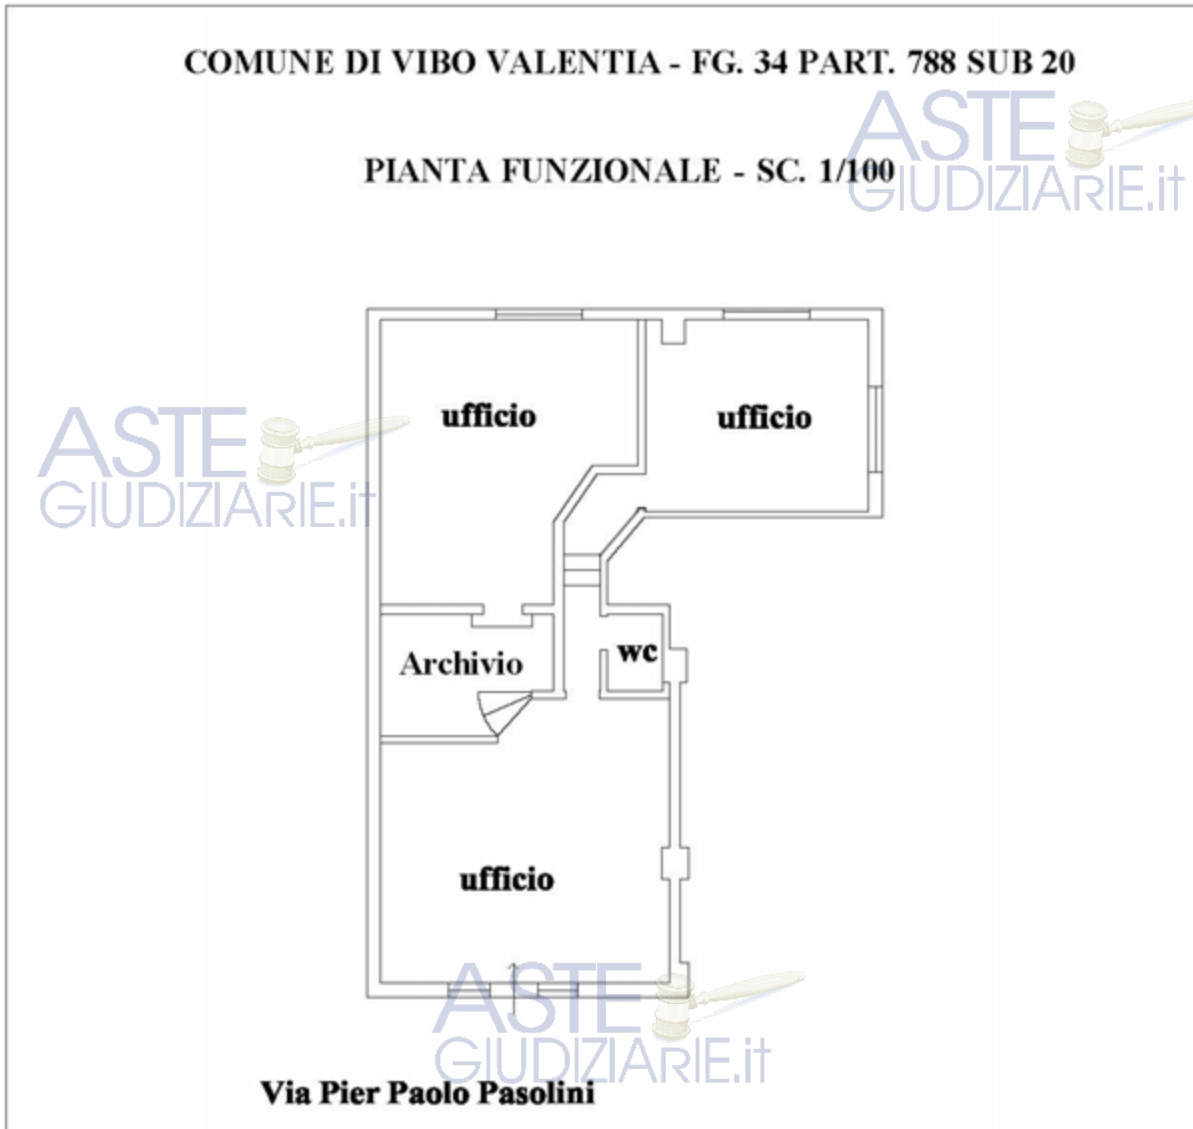 COMUNE DI VIBO VALENTIA - FG. 34 PART. 788 SUB 20
ASTE
GIUDIZIARIE.it
PIANTA FUNZIONALE - SC. 1/100
ufficio
ufficio
ASTE
GIUDIZIARIE.it
wc
Archivio
ufficio
ASTE
GIUDIZIARIE.it
Via Pier Paolo Pasolini